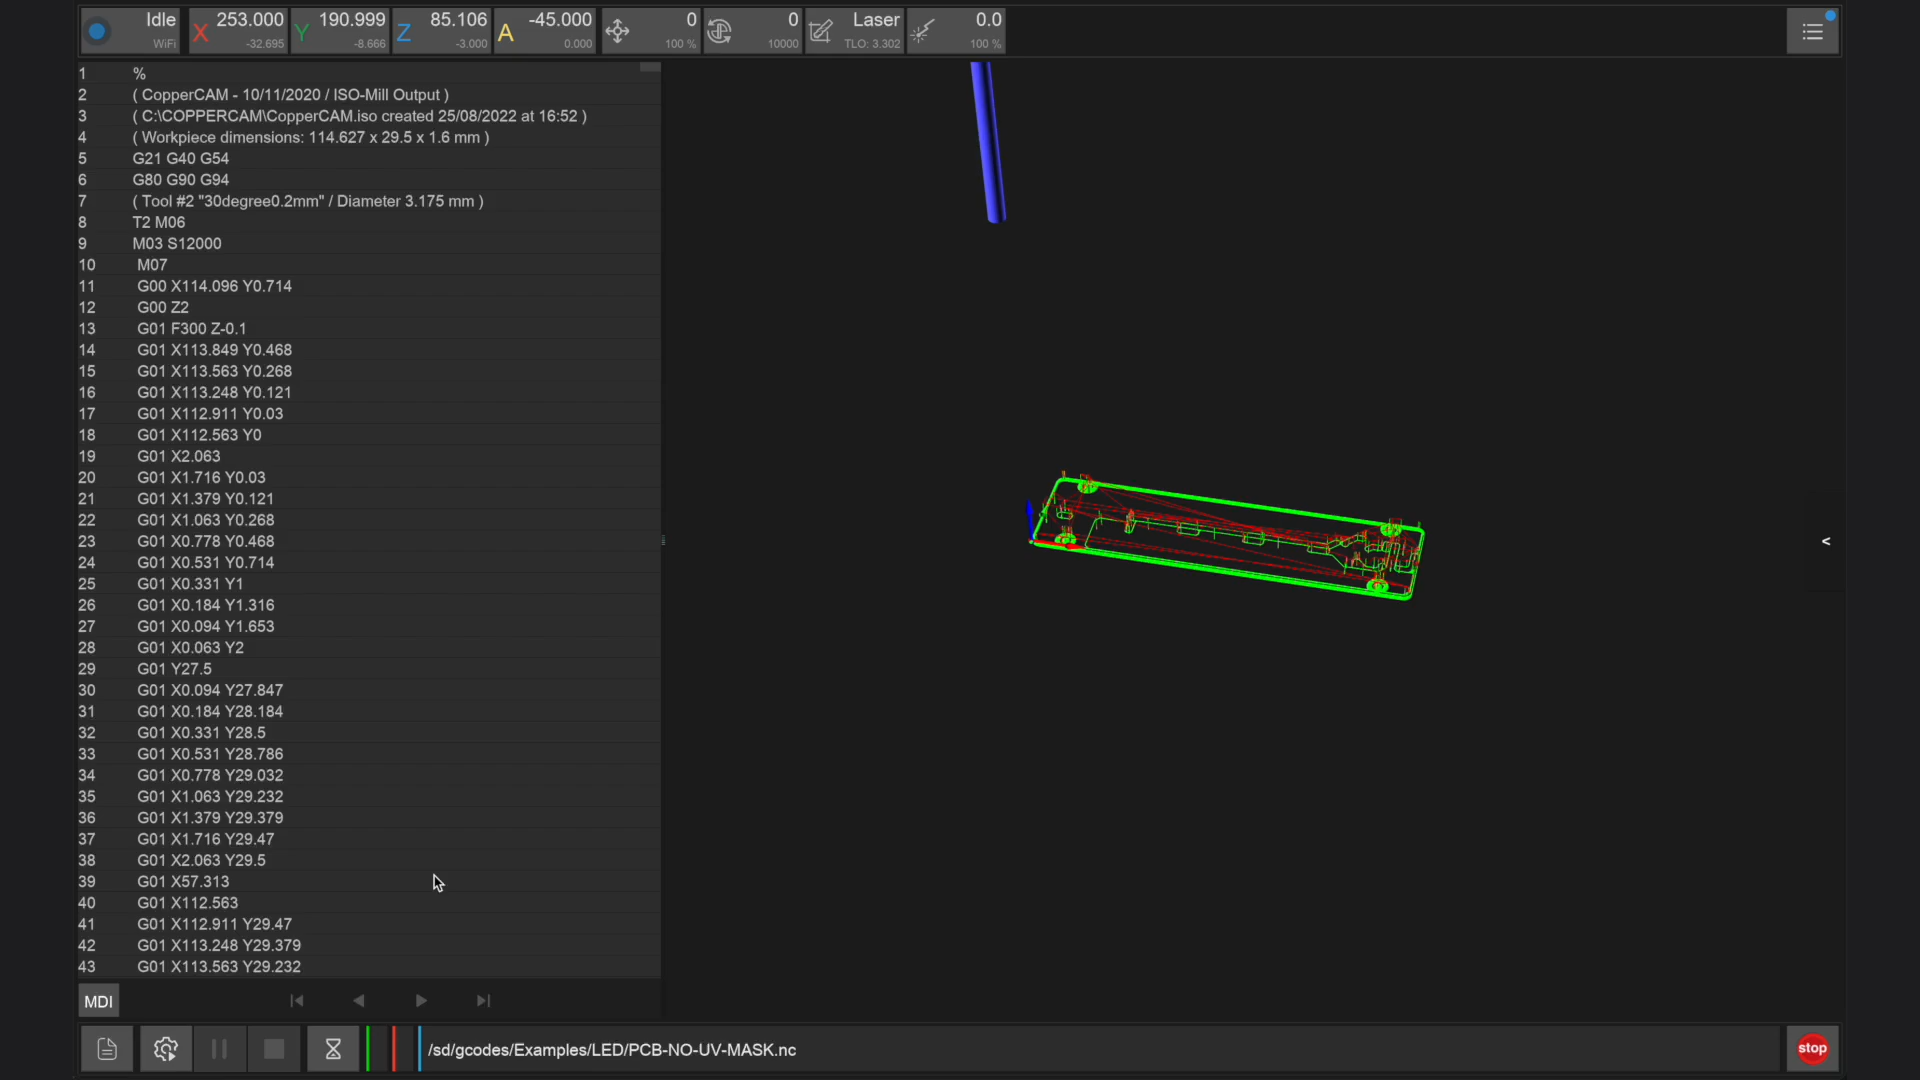 Idle
WiFi
X 253.000
-32.695
Y 190.999
-8.666
Z 85.106
-3.000
A -45.000
0.000
0
100 %
0
10000
Laser
TLO: 3.302
0.0
100 %
1 %
2 ( CopperCAM - 10/11/2020 / ISO-Mill Output )
3 ( C:\COPPERCAM\CopperCAM.iso created 25/08/2022 at 16:52 )
4 ( Workpiece dimensions: 114.627 x 29.5 x 1.6 mm )
5 G21 G40 G54
6 G80 G90 G94
7 ( Tool #2 "30degree0.2mm" / Diameter 3.175 mm )
8 T2 M06
9 M03 S12000
10 M07
11 G00 X114.096 Y0.714
12 G00 Z2
13 G01 F300 Z-0.1
14 G01 X113.849 Y0.468
15 G01 X113.563 Y0.268
16 G01 X113.248 Y0.121
17 G01 X112.911 Y0.03
18 G01 X112.563 Y0
19 G01 X2.063
20 G01 X1.716 Y0.03
21 G01 X1.379 Y0.121
22 G01 X1.063 Y0.268
23 G01 X0.778 Y0.468
24 G01 X0.531 Y0.714
25 G01 X0.331 Y1
26 G01 X0.184 Y1.316
27 G01 X0.094 Y1.653
28 G01 X0.063 Y2
29 G01 Y27.5
30 G01 X0.094 Y27.847
31 G01 X0.184 Y28.184
32 G01 X0.331 Y28.5
33 G01 X0.531 Y28.786
34 G01 X0.778 Y29.032
35 G01 X1.063 Y29.232
36 G01 X1.379 Y29.379
37 G01 X1.716 Y29.47
38 G01 X2.063 Y29.5
39 G01 X57.313
40 G01 X112.563
41 G01 X112.911 Y29.47
42 G01 X113.248 Y29.379
43 G01 X113.563 Y29.232
<
MDI
/sd/gcodes/Examples/LED/PCB-NO-UV-MASK.nc
stop